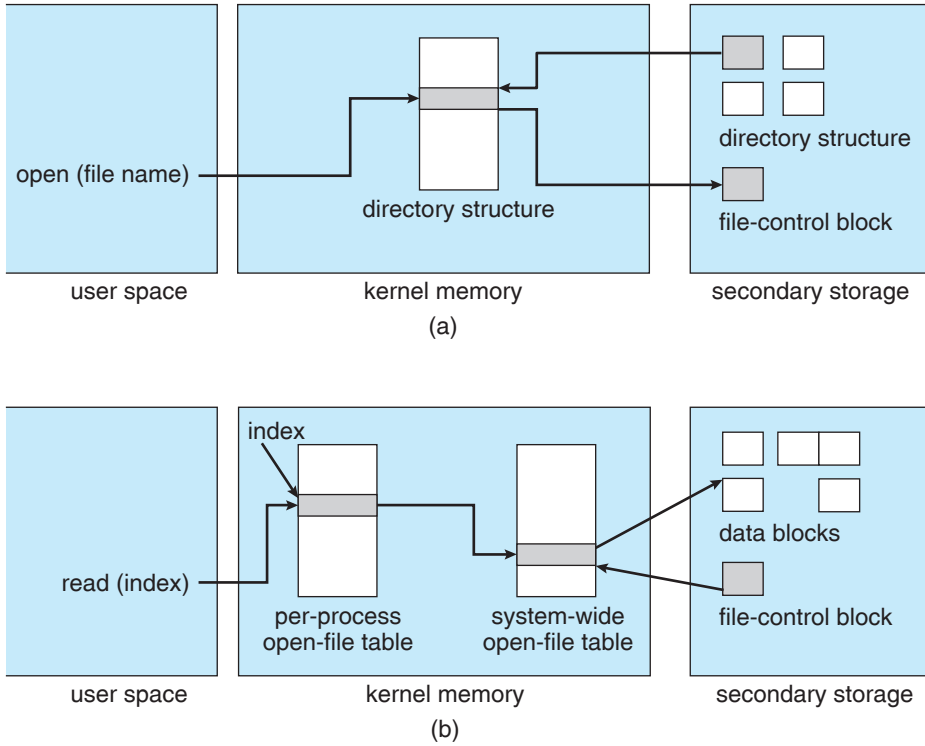 open (file name)
directory structure
directory structure
file-control block
user space
kernel memory
secondary storage
(a)
index
read (index)
per-process
open-file table
system-wide
open-file table
data blocks
file-control block
user space
kernel memory
secondary storage
(b)